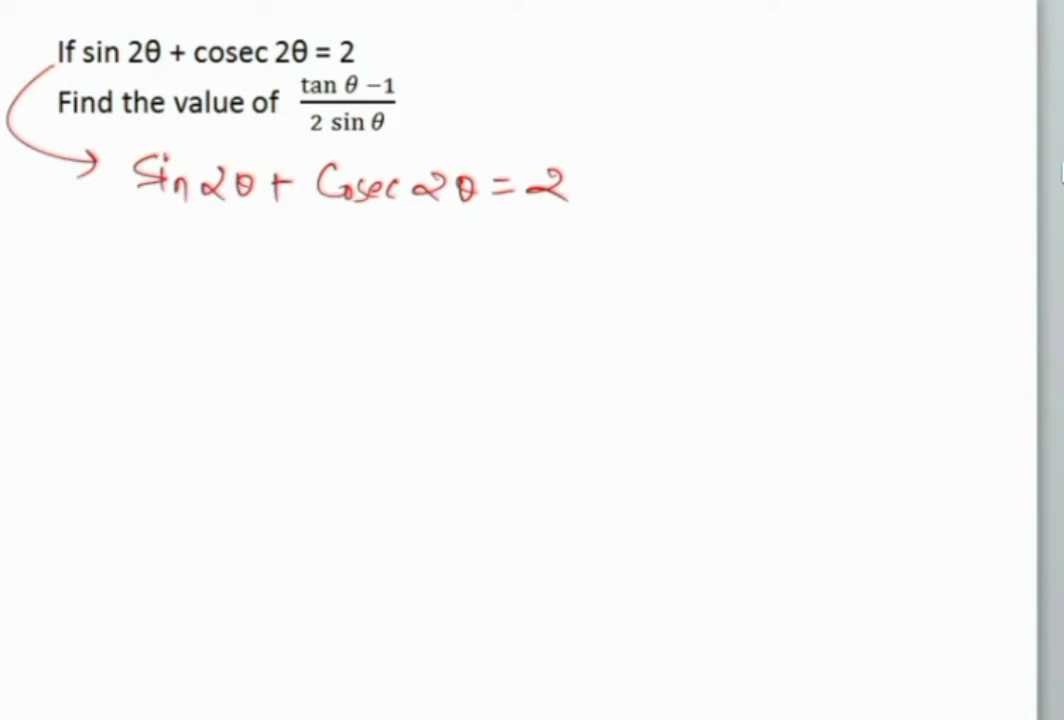 If sin 2θ + cosec 2θ = 2
Find the value of (tan θ −1)/(2 sin θ)
Sin 2θ + Cosec 2θ = 2